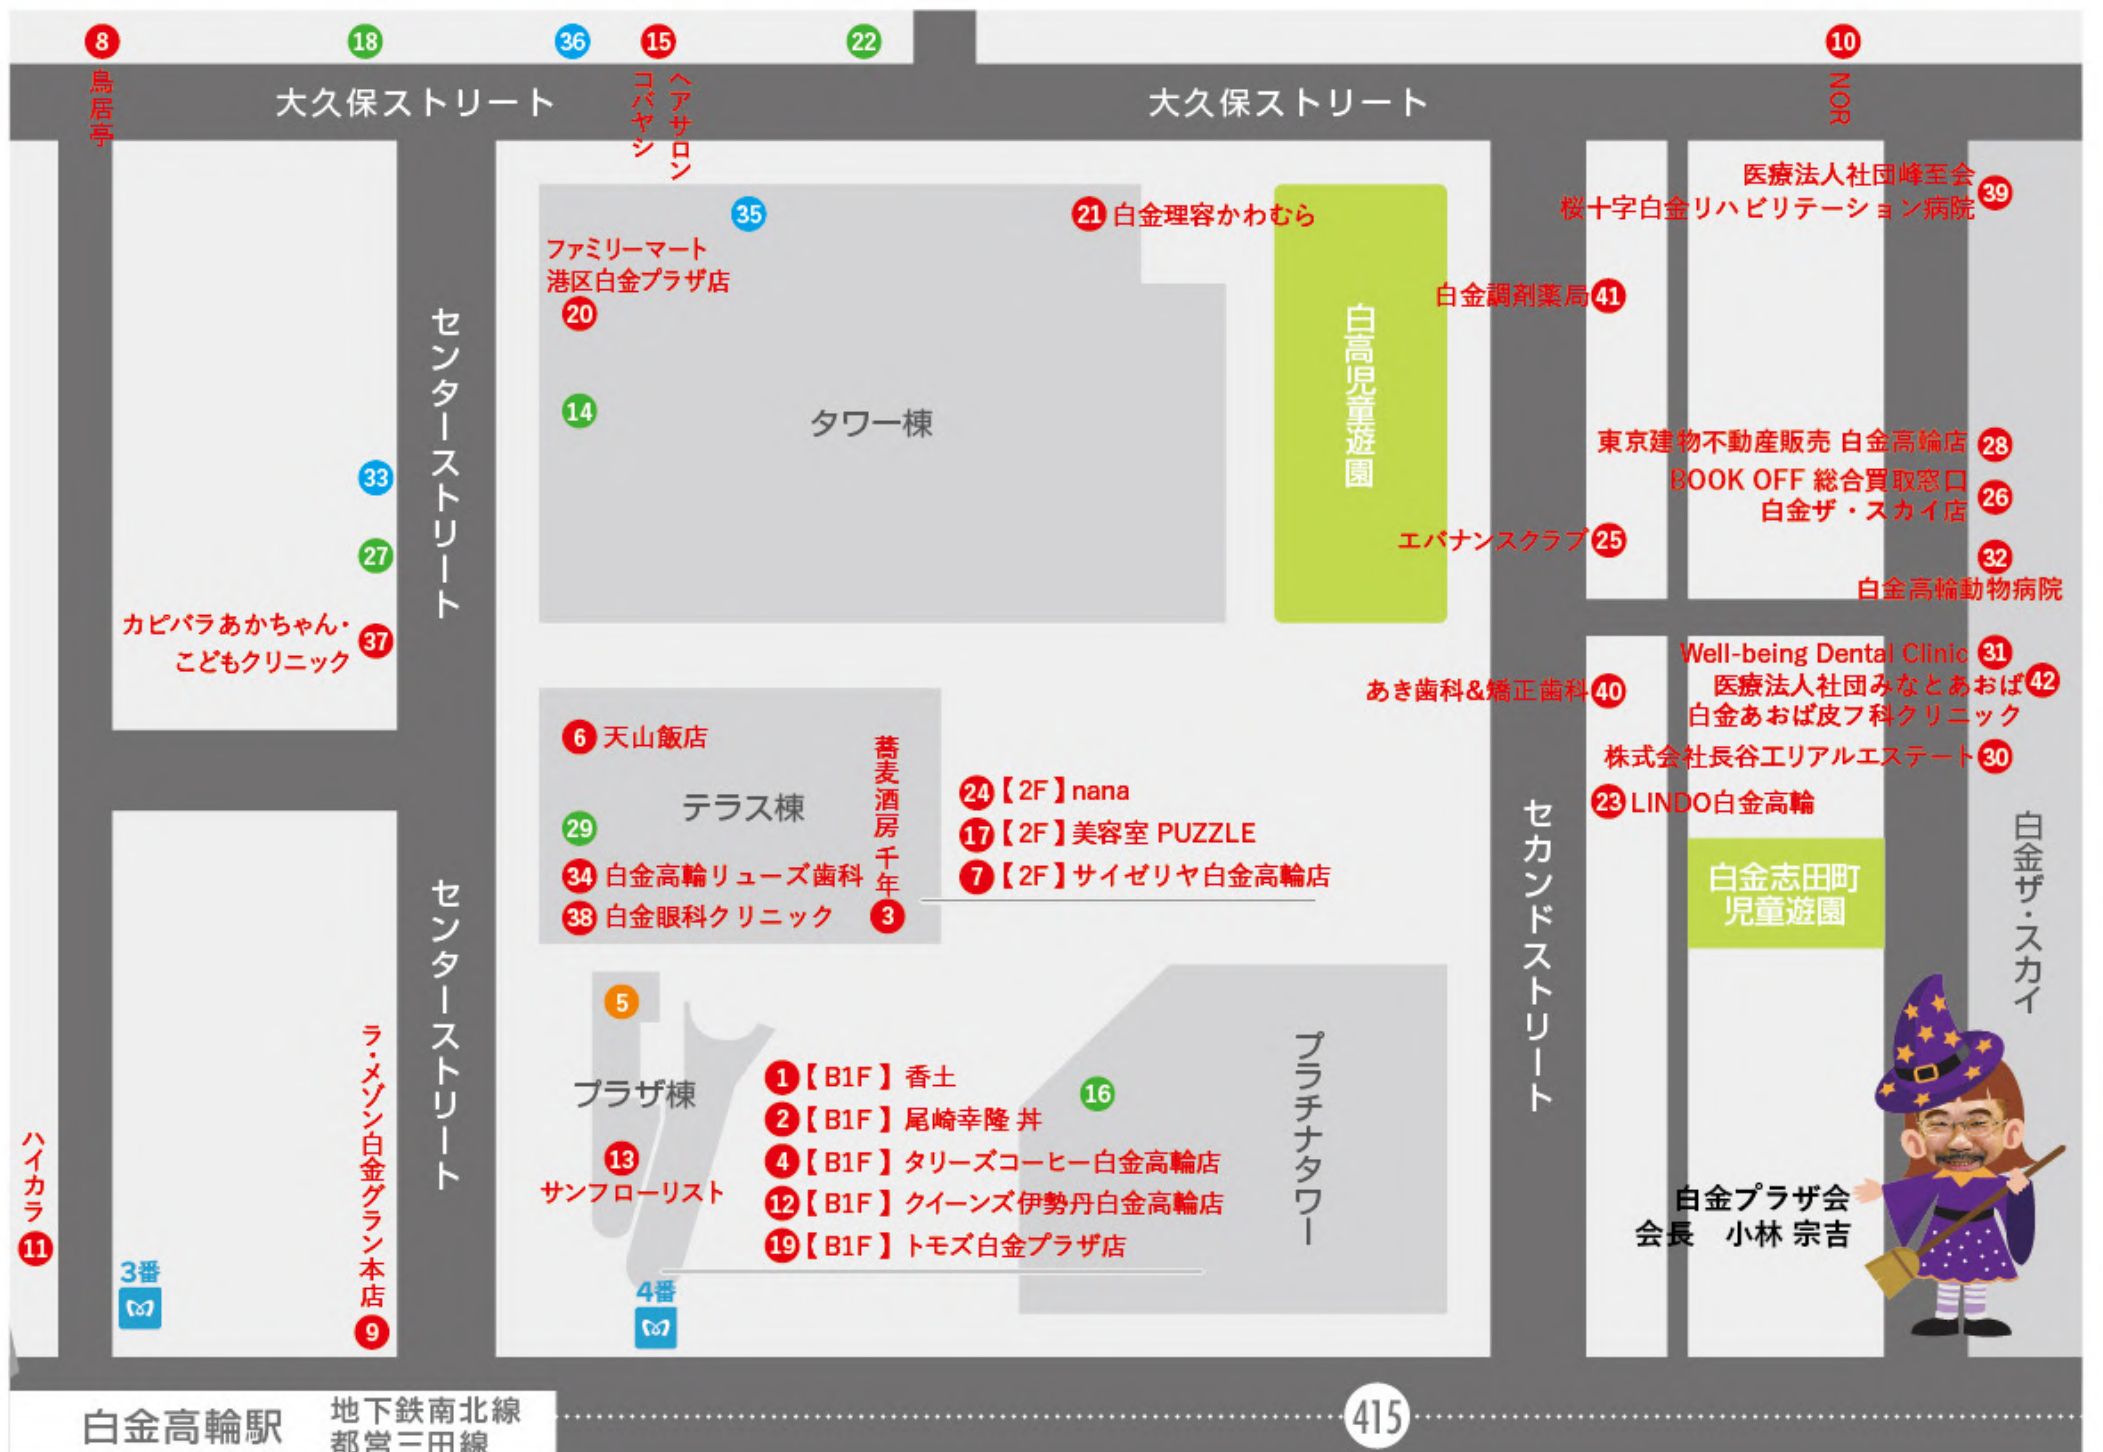 8
18
36
15
22
10
鳥居亭
ヘアサロン
コバヤシ
NOR
大久保ストリート
大久保ストリート
35
21 白金理容かわむら
医療法人社団峰至会
桜十字白金リハビリテーション病院
39
ファミリーマート
港区白金プラザ店
20
白金調剤薬局 41
センターストリート
白高児童遊園
14
タワー棟
33
27
東京建物不動産販売 白金高輪店 28
BOOK OFF 総合買取窓口
白金ザ・スカイ店
26
エバナンスクラブ 25
32
白金高輪動物病院
カピバラあかちゃん・
こどもクリニック
37
Well-being Dental Clinic 31
医療法人社団みなとあおば
白金あおば皮フ科クリニック
42
あき歯科&矯正歯科 40
株式会社長谷工リアルエステート 30
23 LINDO白金高輪
6 天山飯店
蕎麦酒房 千年
3
テラス棟
29
34 白金高輪リューズ歯科
38 白金眼科クリニック
24【2F】nana
17【2F】美容室 PUZZLE
7【2F】サイゼリヤ白金高輪店
セカンドストリート
白金志田町
児童遊園
白金ザ・スカイ
センターストリート
5
プラザ棟
13
サンフローリスト
1【B1F】香土
2【B1F】尾崎幸隆 丼
4【B1F】タリーズコーヒー白金高輪店
12【B1F】クイーンズ伊勢丹白金高輪店
19【B1F】トモズ白金プラザ店
16
プラチナタワー
ラ・メゾン白金グラン本店
9
ハイカラ
11
3番
4番
白金プラザ会
会長 小林 宗吉
白金高輪駅
地下鉄南北線
都営三田線
415